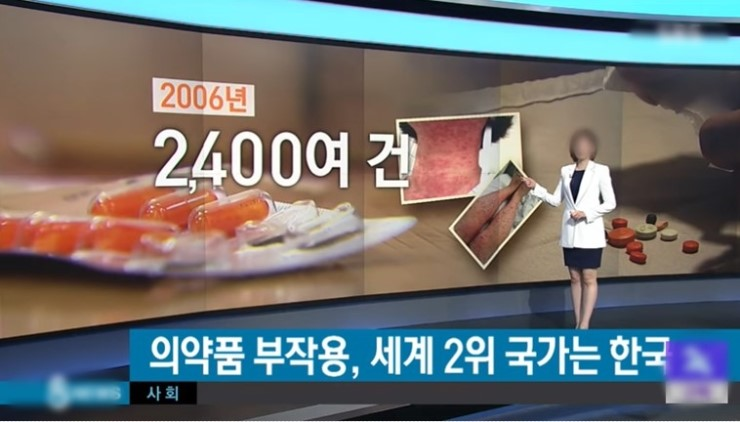 2006년
2,400여 건
의약품 부작용, 세계 2위 국가는 한국
사회